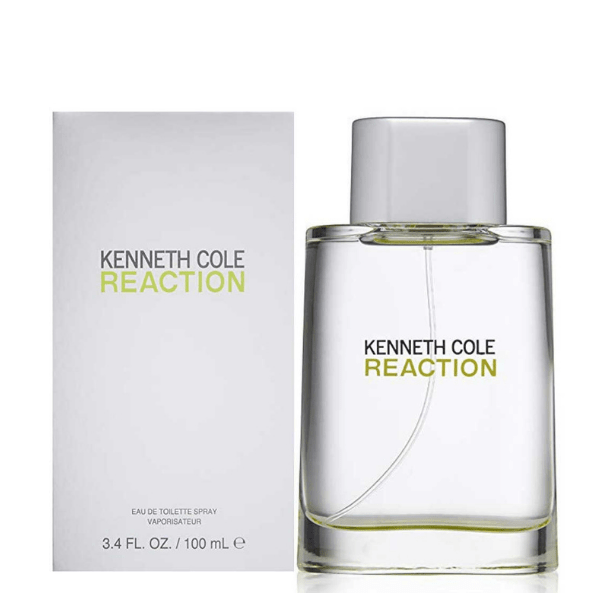 KENNETH COLE
REACTION
EAU DE TOILETTE SPRAY
VAPORISATEUR
3.4 FL. OZ. / 100 mL ℮
KENNETH COLE
REACTION